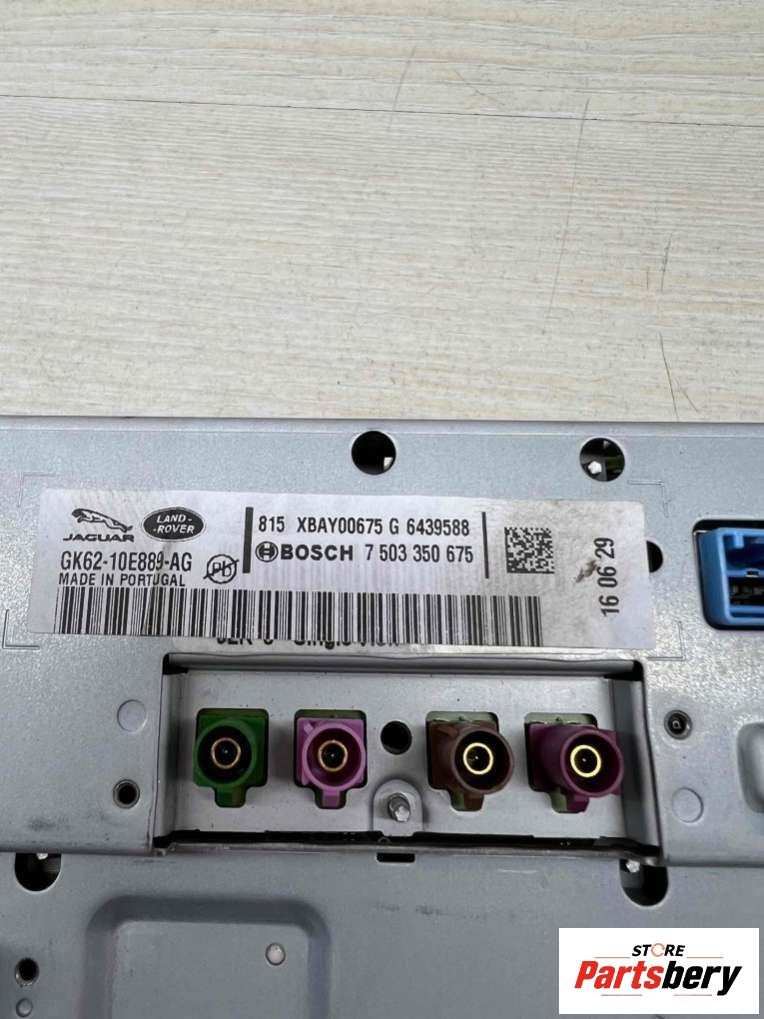 JAGUAR
LAND-
-ROVER
GK62-10E889-AG
MADE IN PORTUGAL
Pb
815 XBAY00675 G 6439588
BOSCH 7 503 350 675
16 06 29
STORE
Partsbery